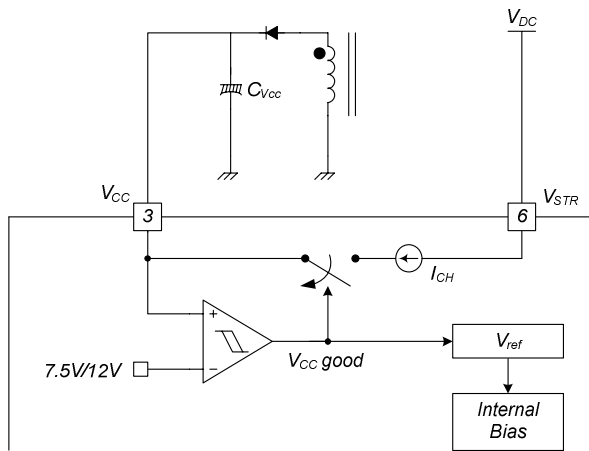 V_DC
C_Vcc
V_CC
3
6
V_STR
I_CH
7.5V/12V
+
−
V_CC good
V_ref
Internal
Bias